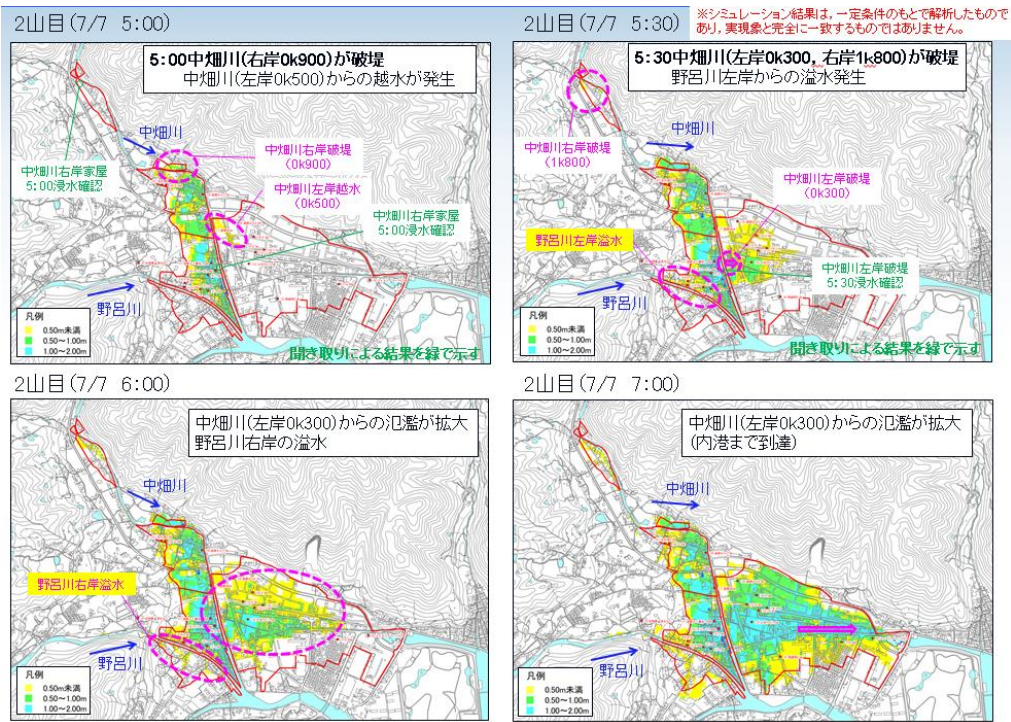 2山目(7/7 5:00)
5:00中畑川(右岸0k900)が破堤
中畑川(左岸0k500)からの越水が発生
中畑川
中畑川右岸破堤
(0k900)
中畑川左岸越水
(0k500)
中畑川右岸家屋
5:00浸水確認
中畑川右岸家屋
5:00浸水確認
野呂川
凡例
0.50m未満
0.50～1.00m
1.00～2.00m
聞き取りによる結果を緑で示す
2山目(7/7 5:30)
※シミュレーション結果は，一定条件のもとで解析したもので
あり，実現象と完全に一致するものではありません。
5:30中畑川(左岸0k300，右岸1k800)が破堤
野呂川左岸からの溢水発生
中畑川
中畑川右岸破堤
(1k800)
中畑川左岸破堤
(0k300)
野呂川左岸溢水
中畑川左岸破堤
5:30浸水確認
野呂川
凡例
0.50m未満
0.50～1.00m
1.00～2.00m
聞き取りによる結果を緑で示す
2山目(7/7 6:00)
中畑川(左岸0k300)からの氾濫が拡大
野呂川右岸の溢水
中畑川
野呂川右岸溢水
野呂川
凡例
0.50m未満
0.50～1.00m
1.00～2.00m
2山目(7/7 7:00)
中畑川(左岸0k300)からの氾濫が拡大
(内港まで到達)
中畑川
野呂川
凡例
0.50m未満
0.50～1.00m
1.00～2.00m